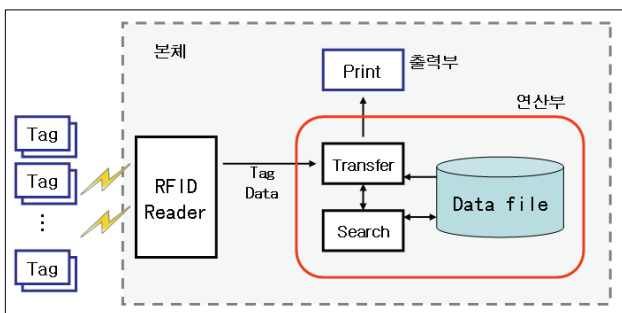 본체
Print
출력부
연산부
Tag
Tag
⋮
Tag
RFID
Reader
Tag
Data
Transfer
Search
Data file